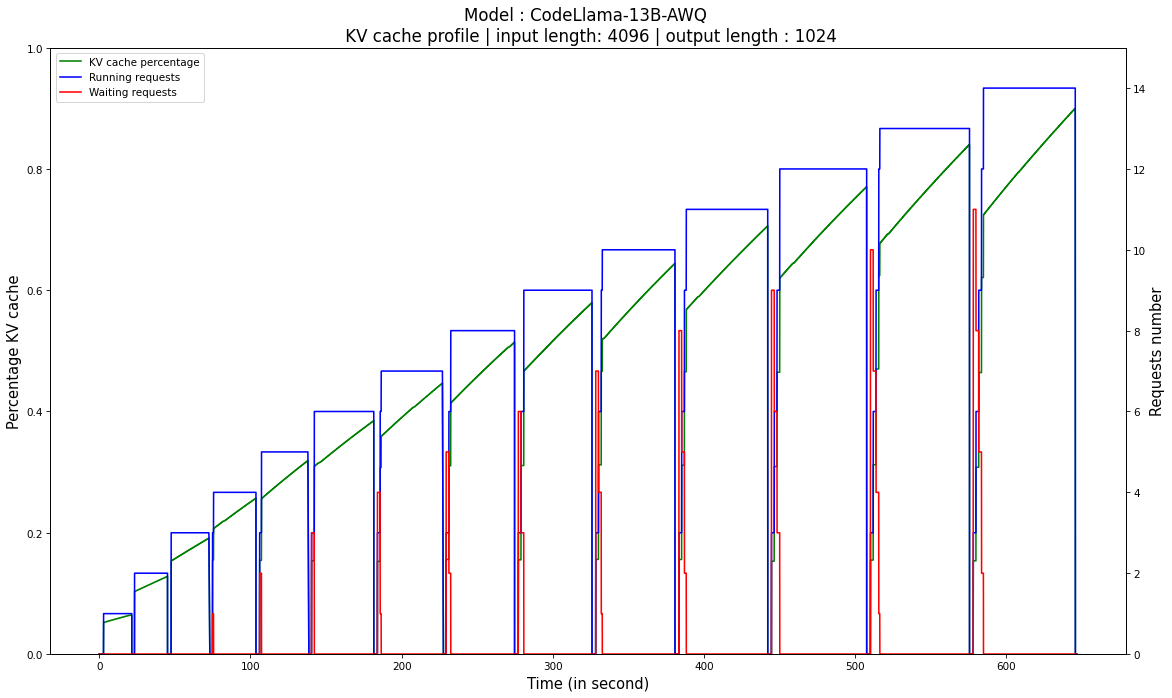 Model : CodeLlama-13B-AWQ
KV cache profile | input length: 4096 | output length : 1024
KV cache percentage
Running requests
Waiting requests
Percentage KV cache
1.0
0.8
0.6
0.4
0.2
0.0
14
12
10
8
6
4
2
0
Requests number
0 100 200 300 400 500 600
Time (in second)